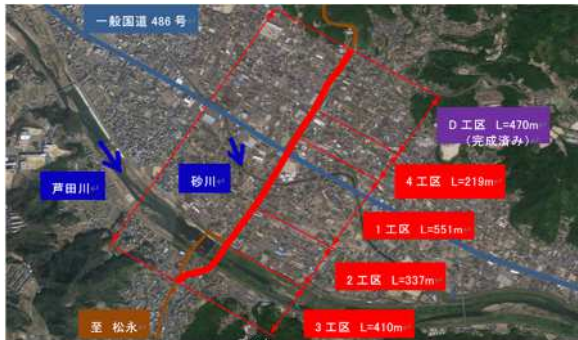 一般国道 486 号
D 工区 L=470m
(完成済み)
砂川
芦田川
4 工区 L=219m
1 工区 L=551m
2 工区 L=337m
至 松永
3 工区 L=410m